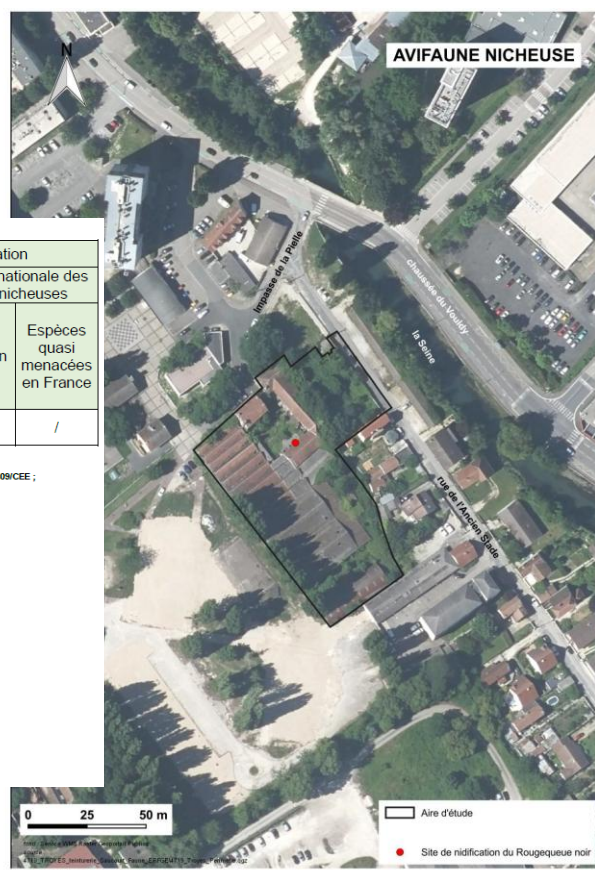 AVIFAUNE NICHEUSE
N
ation
nationale des
nicheuses
n
Espèces
quasi
menacées
en France
/
09/CEE ;
Impasse de la Pielle
chaussée du Vouldy
la Seine
rue de l'Ancien Stade
0 25 50 m
Aire d'étude
Site de nidification du Rougequeue noir